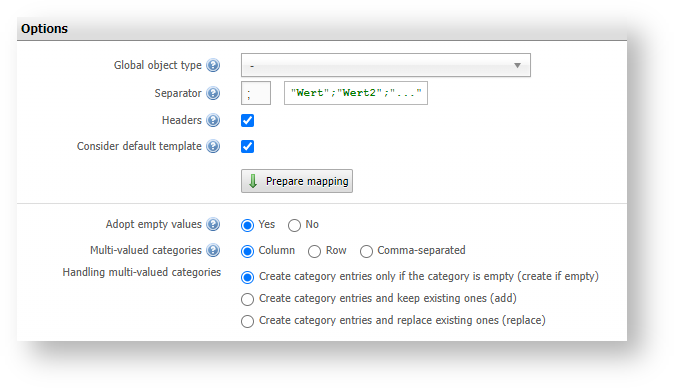 Options
Global object type ? -
Separator ? ; "Wert";"Wert2";"..."
Headers ?
Consider default template ?
Prepare mapping
Adopt empty values ? Yes No
Multi-valued categories ? Column Row Comma-separated
Handling multi-valued categories Create category entries only if the category is empty (create if empty)
Create category entries and keep existing ones (add)
Create category entries and replace existing ones (replace)